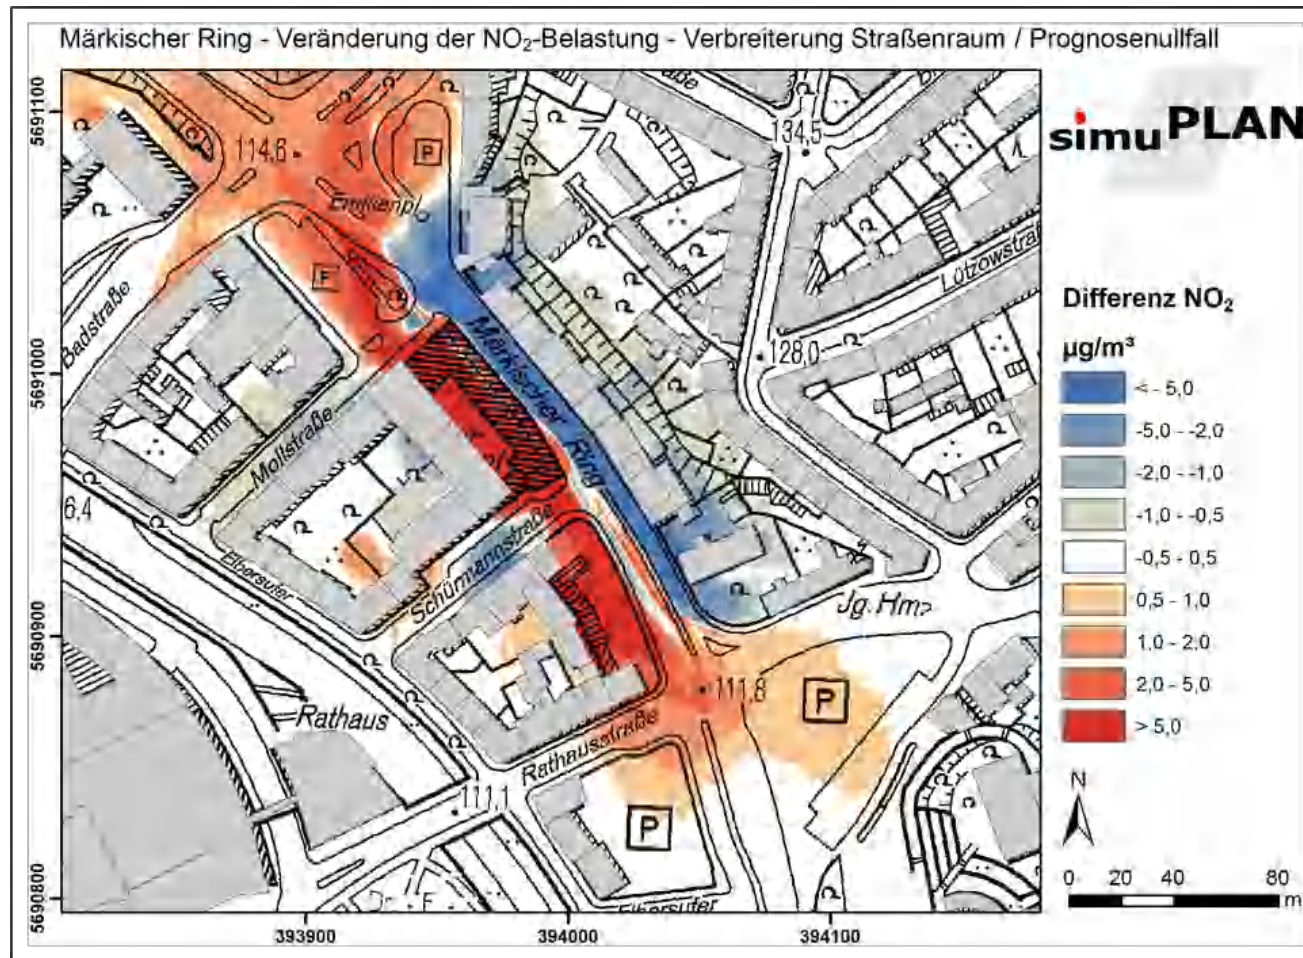 Märkischer Ring - Veränderung der NO₂-Belastung - Verbreiterung Straßenraum / Prognosenullfall
simuPLAN
Differenz NO₂
µg/m³
< - 5,0
-5,0 - -2,0
-2,0 - -1,0
-1,0 - -0,5
-0,5 - 0,5
0,5 - 1,0
1,0 - 2,0
2,0 - 5,0
> 5,0
N
0 20 40 80
m
5691100
5691000
5690900
5690800
393900
394000
394100
134,5
114,6
P
Emilienpl.
Lützowstra
Badstraße
128,0
Märkischer Ring
Mollstraße
6,4
Elbersufer
Schürmannstraße
Jg. Hm?
111,8
P
Rathaus
Rathausstraße
111,1
P
Elbersufer